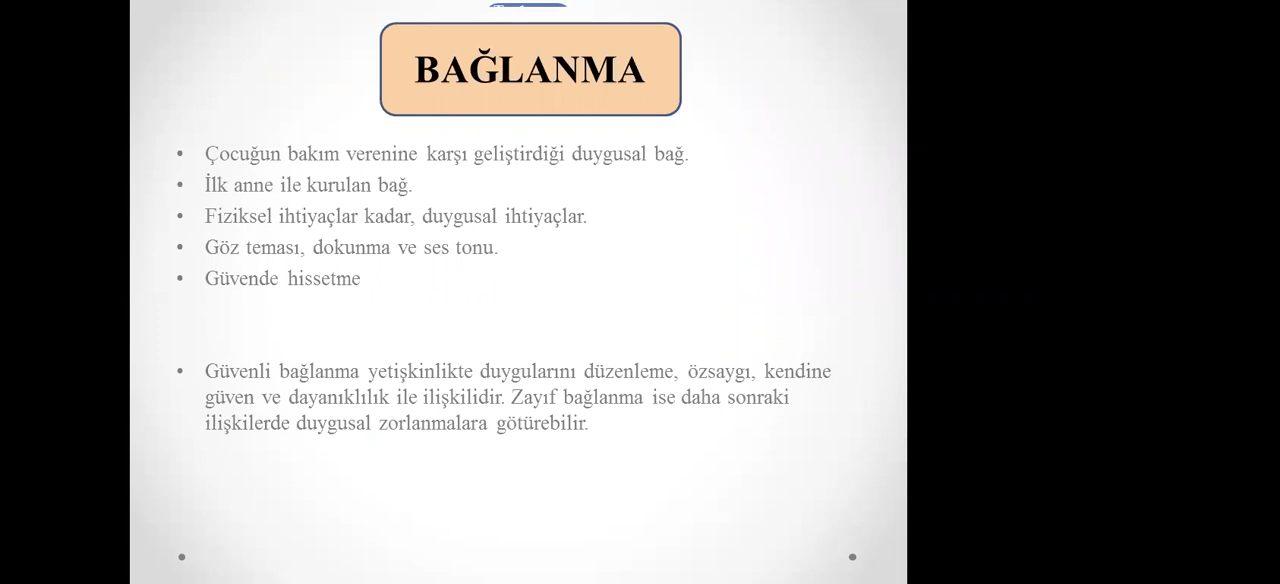 BAĞLANMA
• Çocuğun bakım verenine karşı geliştirdiği duygusal bağ.
• İlk anne ile kurulan bağ.
• Fiziksel ihtiyaçlar kadar, duygusal ihtiyaçlar.
• Göz teması, dokunma ve ses tonu.
• Güvende hissetme
• Güvenli bağlanma yetişkinlikte duygularını düzenleme, özsaygı, kendine
güven ve dayanıklılık ile ilişkilidir. Zayıf bağlanma ise daha sonraki
ilişkilerde duygusal zorlanmalara götürebilir.